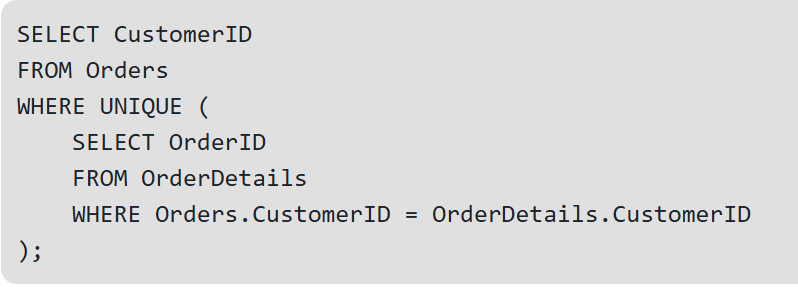 SELECT CustomerID
FROM Orders
WHERE UNIQUE (
    SELECT OrderID
    FROM OrderDetails
    WHERE Orders.CustomerID = OrderDetails.CustomerID
);